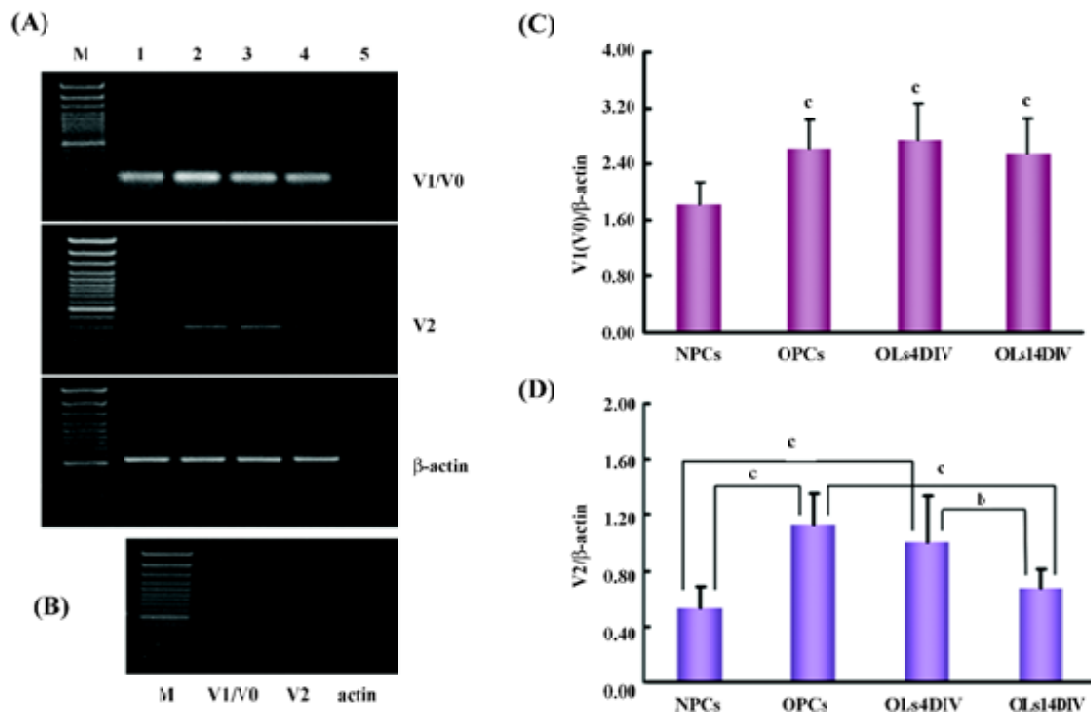 (A)
M 1 2 3 4 5
V1/V0
V2
β-actin
(B)
M V1/V0 V2 actin
(C)
V1(V0)/β-actin
4.00
3.20
2.40
1.60
0.80
0.00
c c c
NPCs OPCs OLs4DIV OLs14DIV
(D)
V2/β-actin
2.00
1.60
1.20
0.80
0.40
0.00
c
c
c
b
NPCs OPCs OLs4DIV OLs14DIV